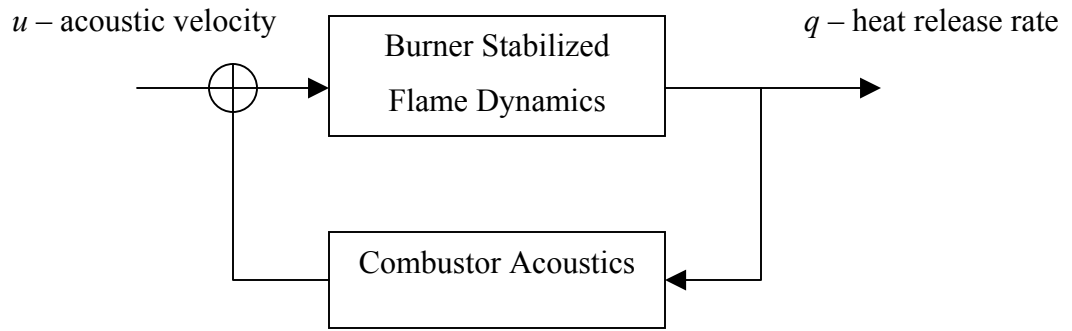 u – acoustic velocity
q – heat release rate
Burner Stabilized
Flame Dynamics
Combustor Acoustics